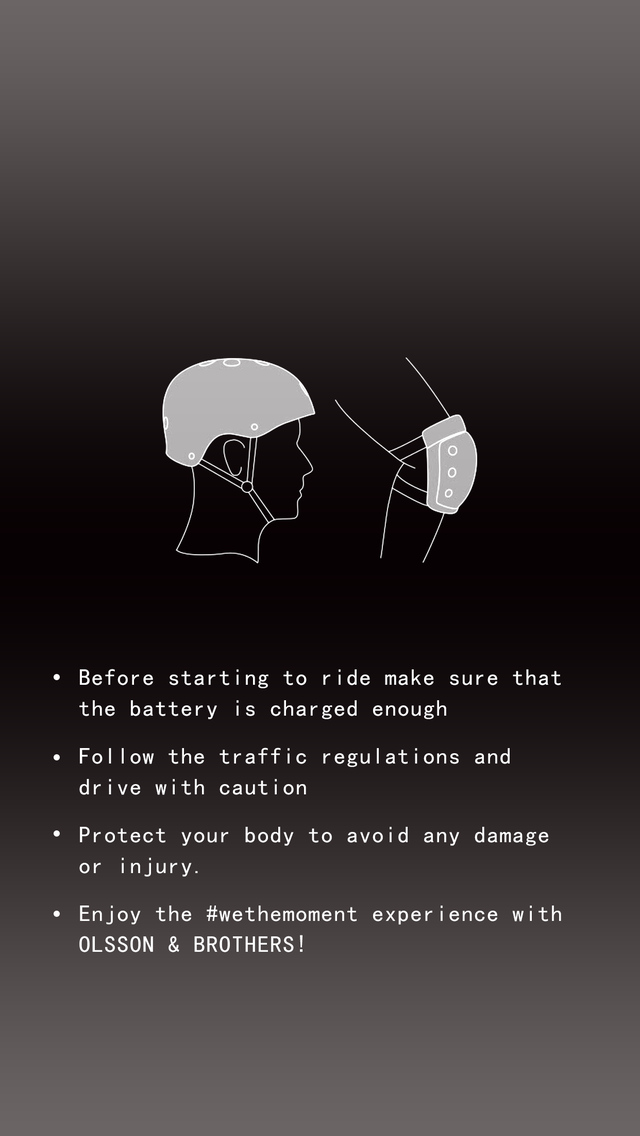 • Before starting to ride make sure that
the battery is charged enough
• Follow the traffic regulations and
drive with caution
• Protect your body to avoid any damage
or injury.
• Enjoy the #wethemoment experience with
OLSSON & BROTHERS!